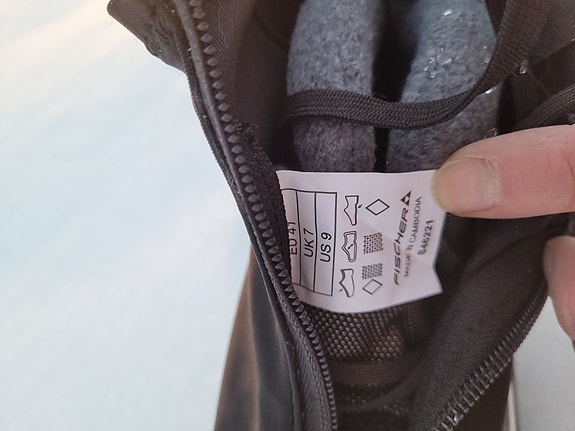 EU 41
UK 7
US 9
FISCHER
MADE IN CAMBODIA
S46221